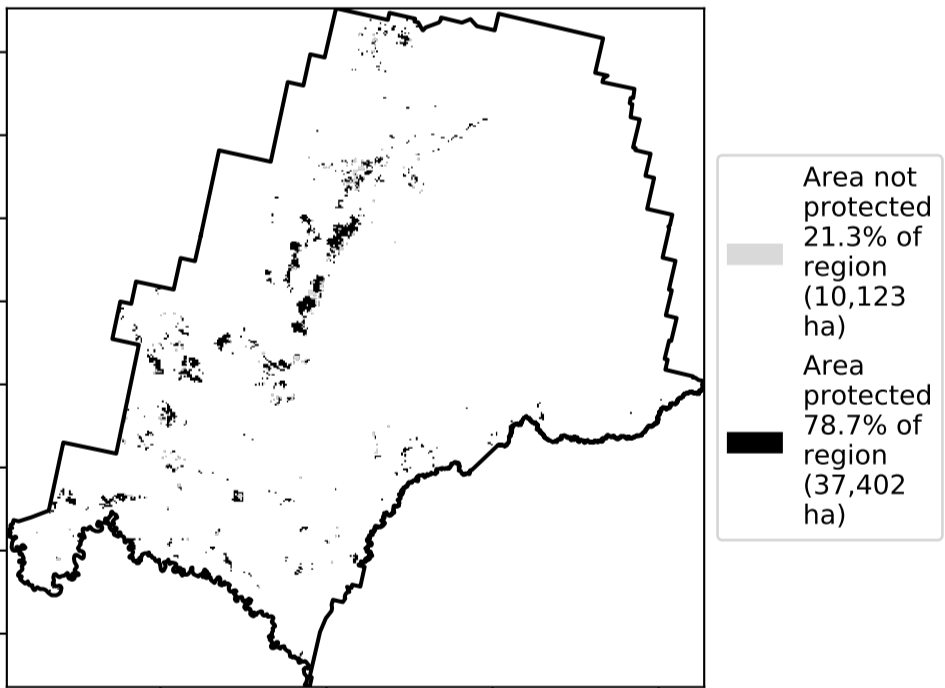 Area not
protected
21.3% of
region
(10,123
ha)
Area
protected
78.7% of
region
(37,402
ha)